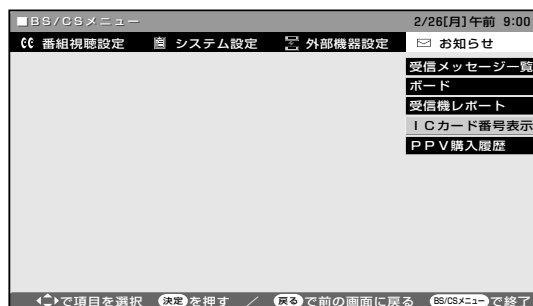 ■BS/CSメニュー 2/26[月]午前 9:00
番組視聴設定 システム設定 外部機器設定 お知らせ
受信メッセージ一覧
ボード
受信機レポート
ICカード番号表示
PPV購入履歴
で項目を選択 決定を押す / 戻るで前の画面に戻る BS/CSメニューで終了